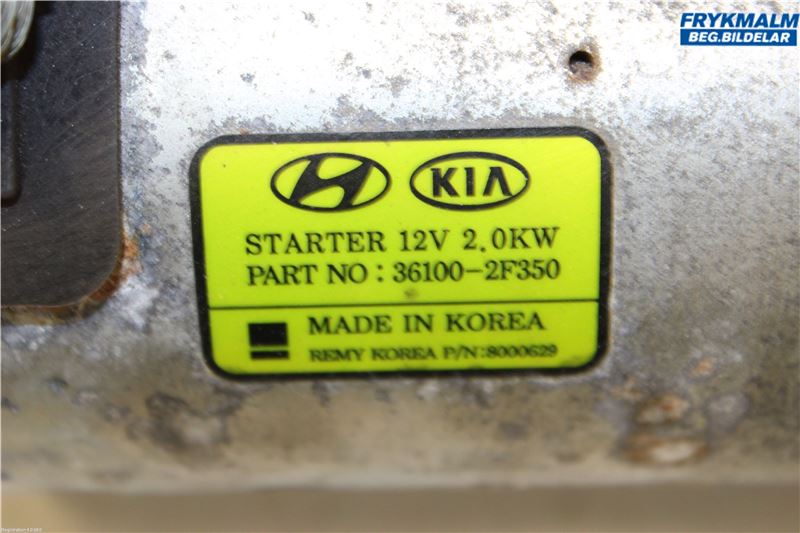 FRYKMALM
BEG.BILDELAR
KIA
STARTER 12V 2.0KW
PART NO : 36100-2F350
MADE IN KOREA
REMY KOREA P/N:8000629